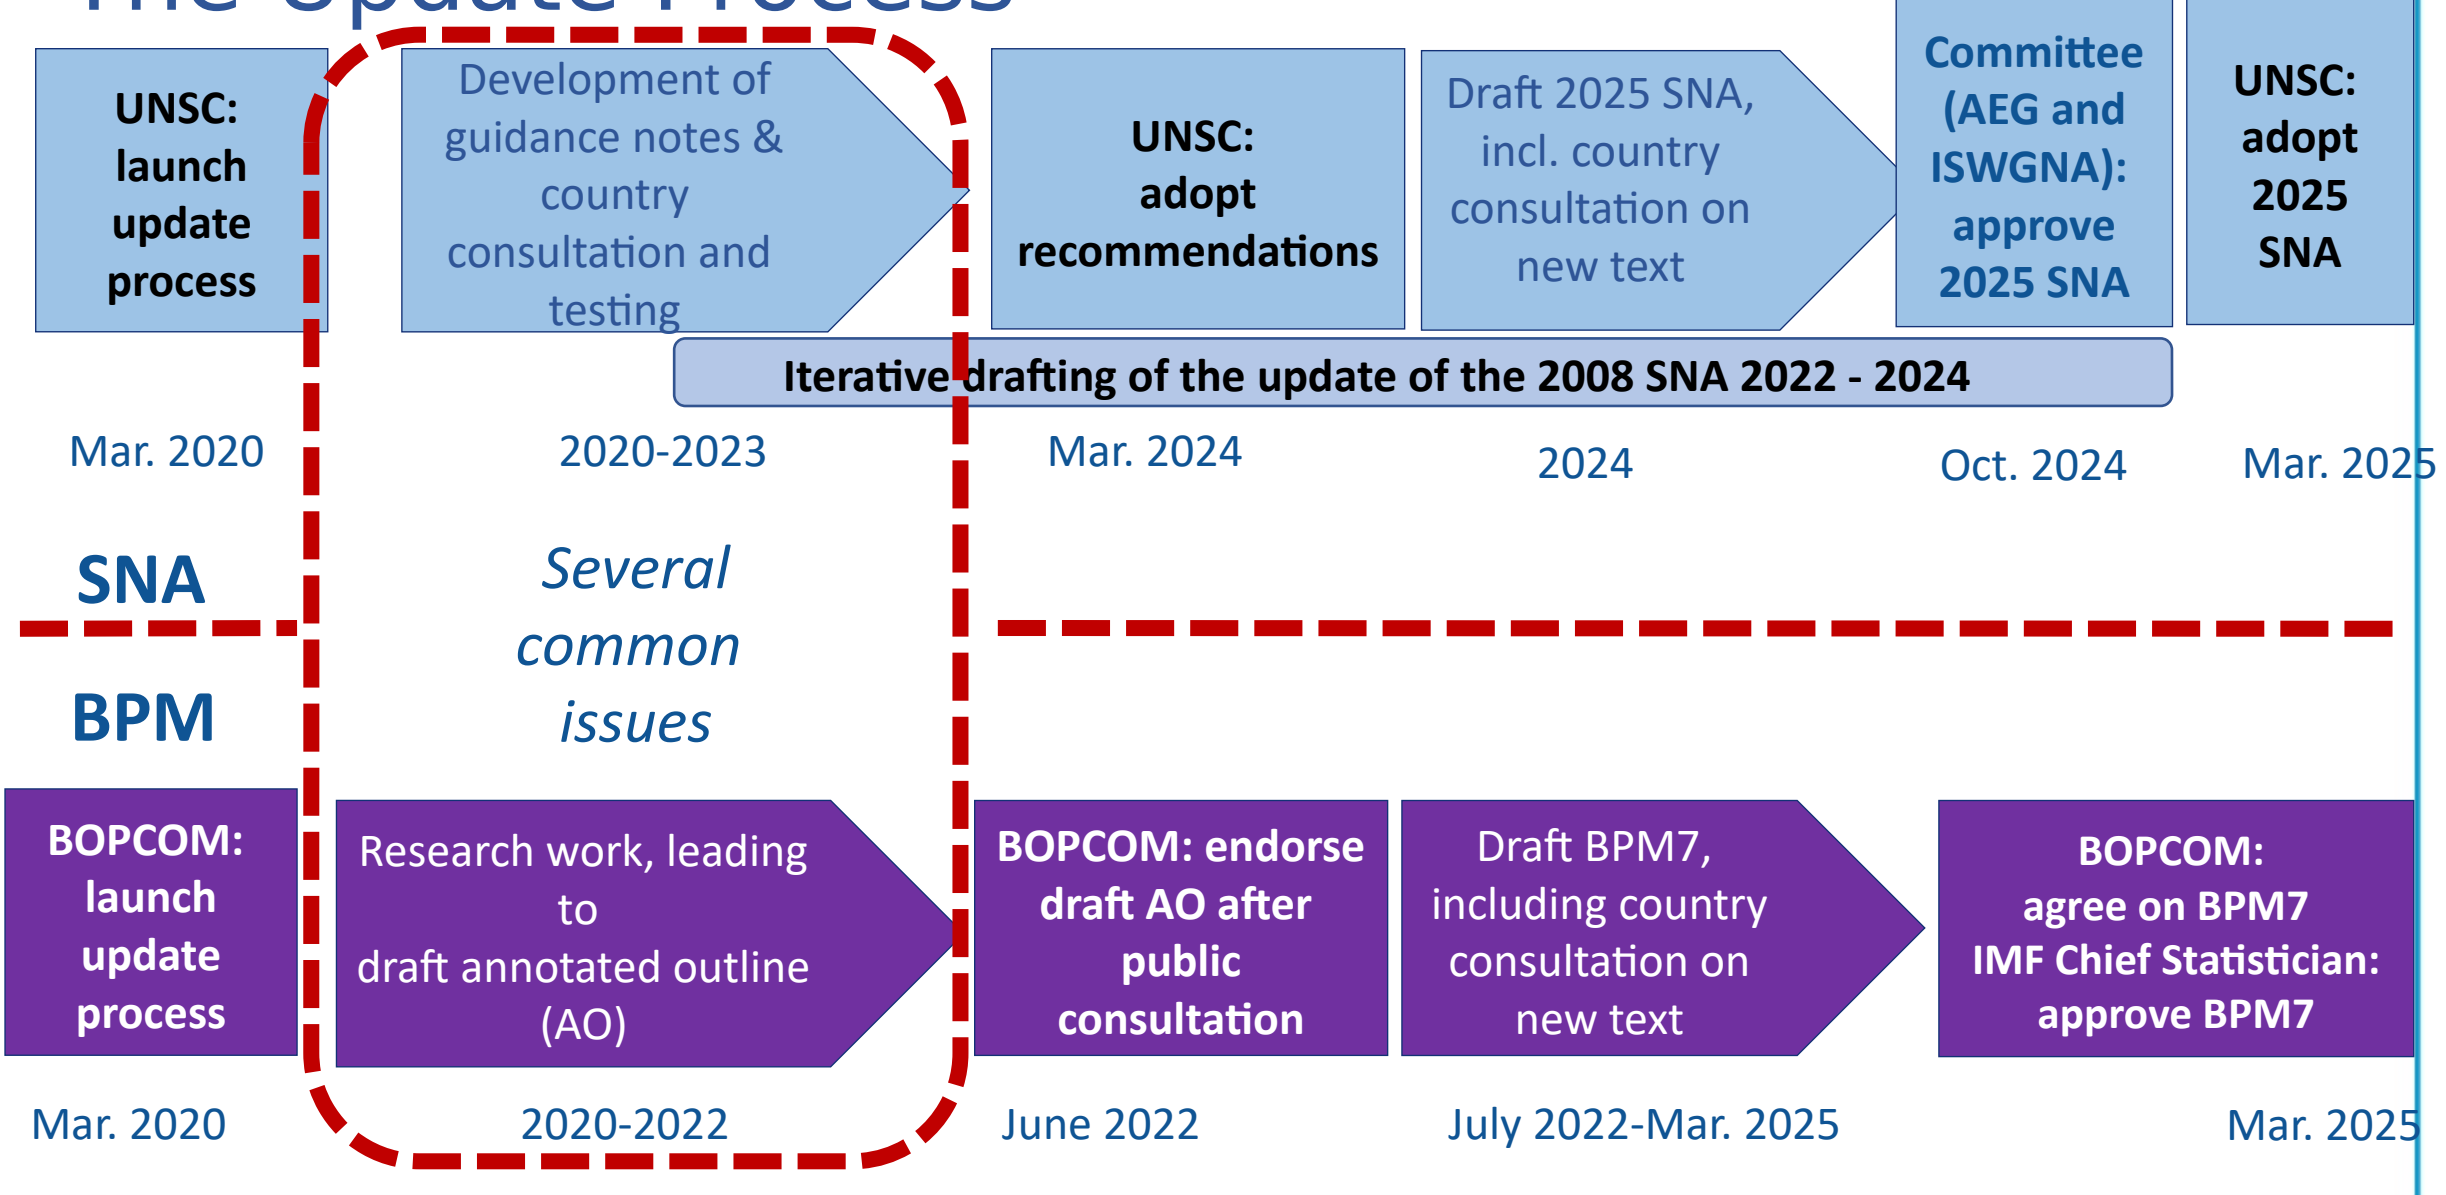 The Update Process
UNSC:
launch
update
process
Development of
guidance notes &
country
consultation and
testing
UNSC:
adopt
recommendations
Draft 2025 SNA,
incl. country
consultation on
new text
Committee
(AEG and
ISWGNA):
approve
2025 SNA
UNSC:
adopt
2025
SNA
Iterative drafting of the update of the 2008 SNA 2022 - 2024
Mar. 2020
2020-2023
Mar. 2024
2024
Oct. 2024
Mar. 2025
SNA
Several
common
issues
BPM
BOPCOM:
launch
update
process
Research work, leading
to
draft annotated outline
(AO)
BOPCOM: endorse
draft AO after
public
consultation
Draft BPM7,
including country
consultation on
new text
BOPCOM:
agree on BPM7
IMF Chief Statistician:
approve BPM7
Mar. 2020
2020-2022
June 2022
July 2022-Mar. 2025
Mar. 2025